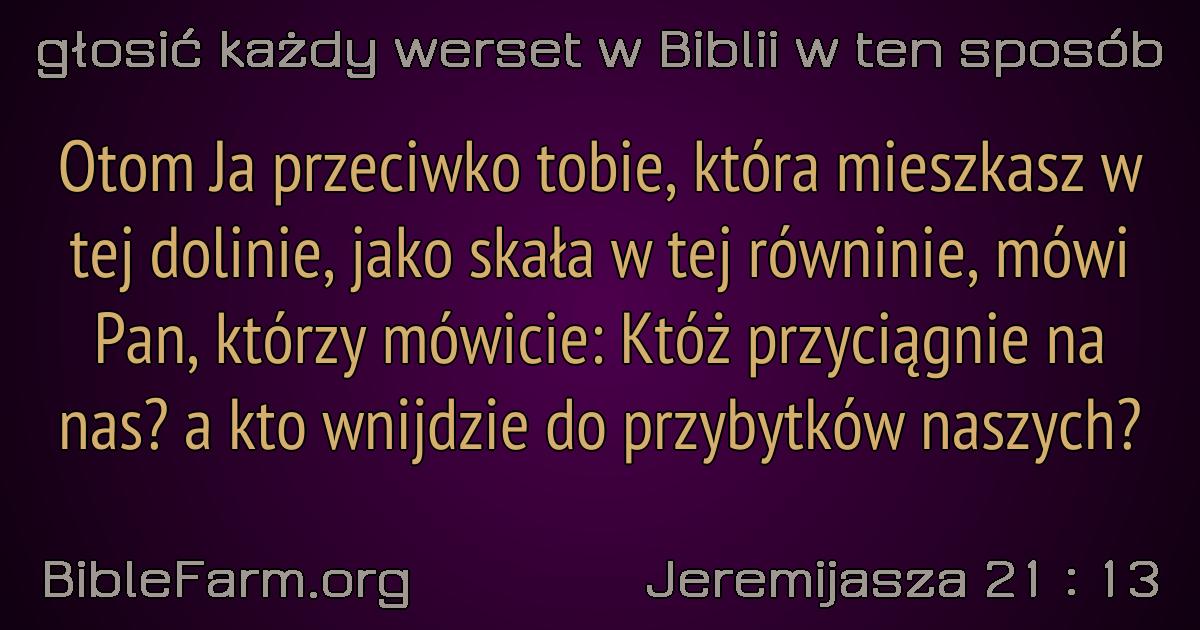 głosić każdy werset w Biblii w ten sposób
Otom Ja przeciwko tobie, która mieszkasz w
tej dolinie, jako skała w tej równinie, mówi
Pan, którzy mówicie: Któż przyciągnie na
nas? a kto wnijdzie do przybytków naszych?
BibleFarm.org
Jeremijasza 21 : 13